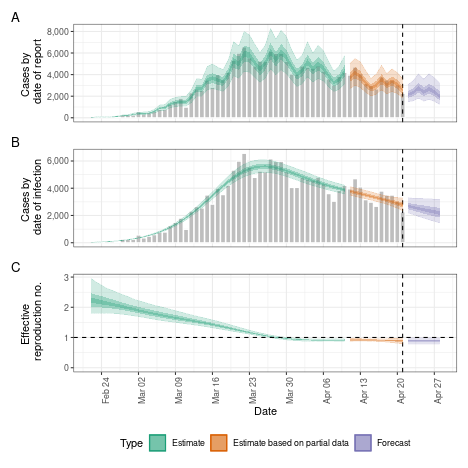 A
8,000
6,000
4,000
2,000
0
Cases by
date of report
B
6,000
4,000
2,000
0
Cases by
date of infection
C
3
2
1
0
Effective
reproduction no.
Feb 24
Mar 02
Mar 09
Mar 16
Mar 23
Mar 30
Apr 06
Apr 13
Apr 20
Apr 27
Date
Type Estimate Estimate based on partial data Forecast